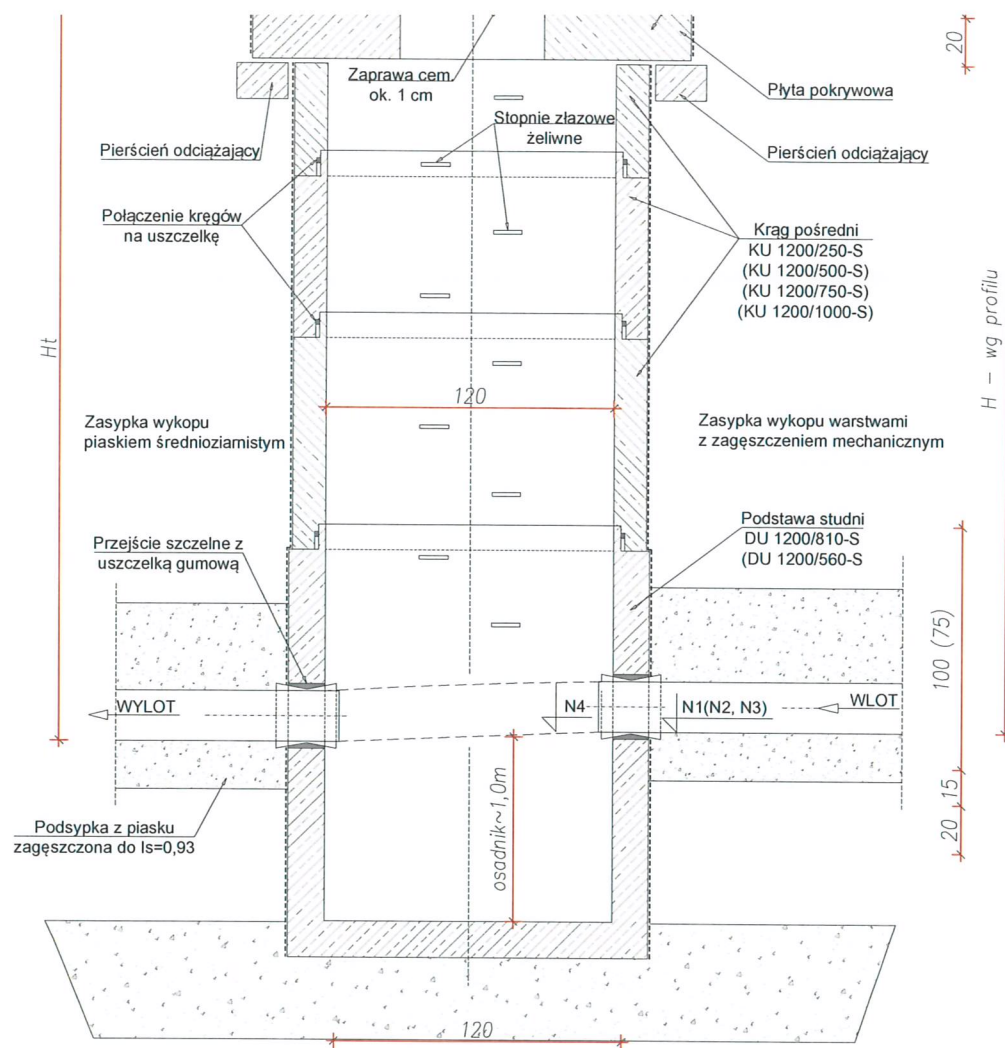 20
Zaprawa cem.
ok. 1 cm
Płyta pokrywowa
Stopnie złazowe
żeliwne
Pierścień odciążający
Pierścień odciążający
Połączenie kręgów
na uszczelkę
Krąg pośredni
KU 1200/250-S
(KU 1200/500-S)
(KU 1200/750-S)
(KU 1200/1000-S)
Ht
H – wg profilu
120
Zasypka wykopu
piaskiem średnioziarnistym
Zasypka wykopu warstwami
z zagęszczeniem mechanicznym
Przejście szczelne z
uszczelką gumową
Podstawa studni
DU 1200/810-S
(DU 1200/560-S
100 (75)
WYLOT
N4
N1(N2, N3)
WLOT
15
20
osadnik~1,0m
Podsypka z piasku
zagęszczona do Is=0,93
120